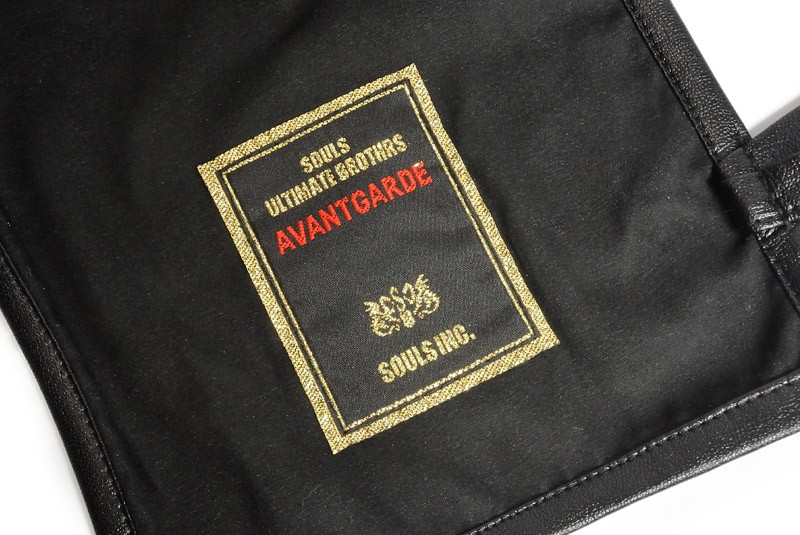 SOULS
ULTIMATE BROTHRS
AVANTGARDE
SOULS INC.